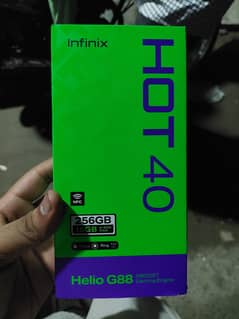 Infinix
HOT 40
NFC
256GB
16GB
Helio G88
Gaming Engine